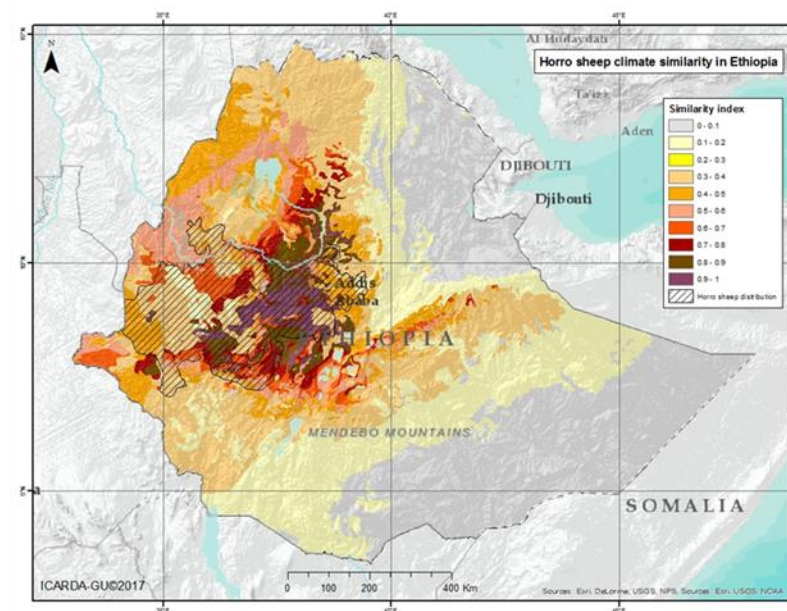 Al Hudaydah
Horro sheep climate similarity in Ethiopia
N
Ta'izz
Similarity index
0 - 0.1
0.1 - 0.2
0.2 - 0.3
0.3 - 0.4
0.4 - 0.5
0.5 - 0.6
0.6 - 0.7
0.7 - 0.8
0.8 - 0.9
0.9 - 1
Horro sheep distribution
Aden
DJIBOUTI
Djibouti
Addis
Ababa
ETHIOPIA
MENDEBO MOUNTAINS
SOMALIA
ICARDA-GU©2017
0 100 200 400 Km
Sources: Esri, DeLorme, USGS, NPS, Sources: Esri, USGS, NOAA